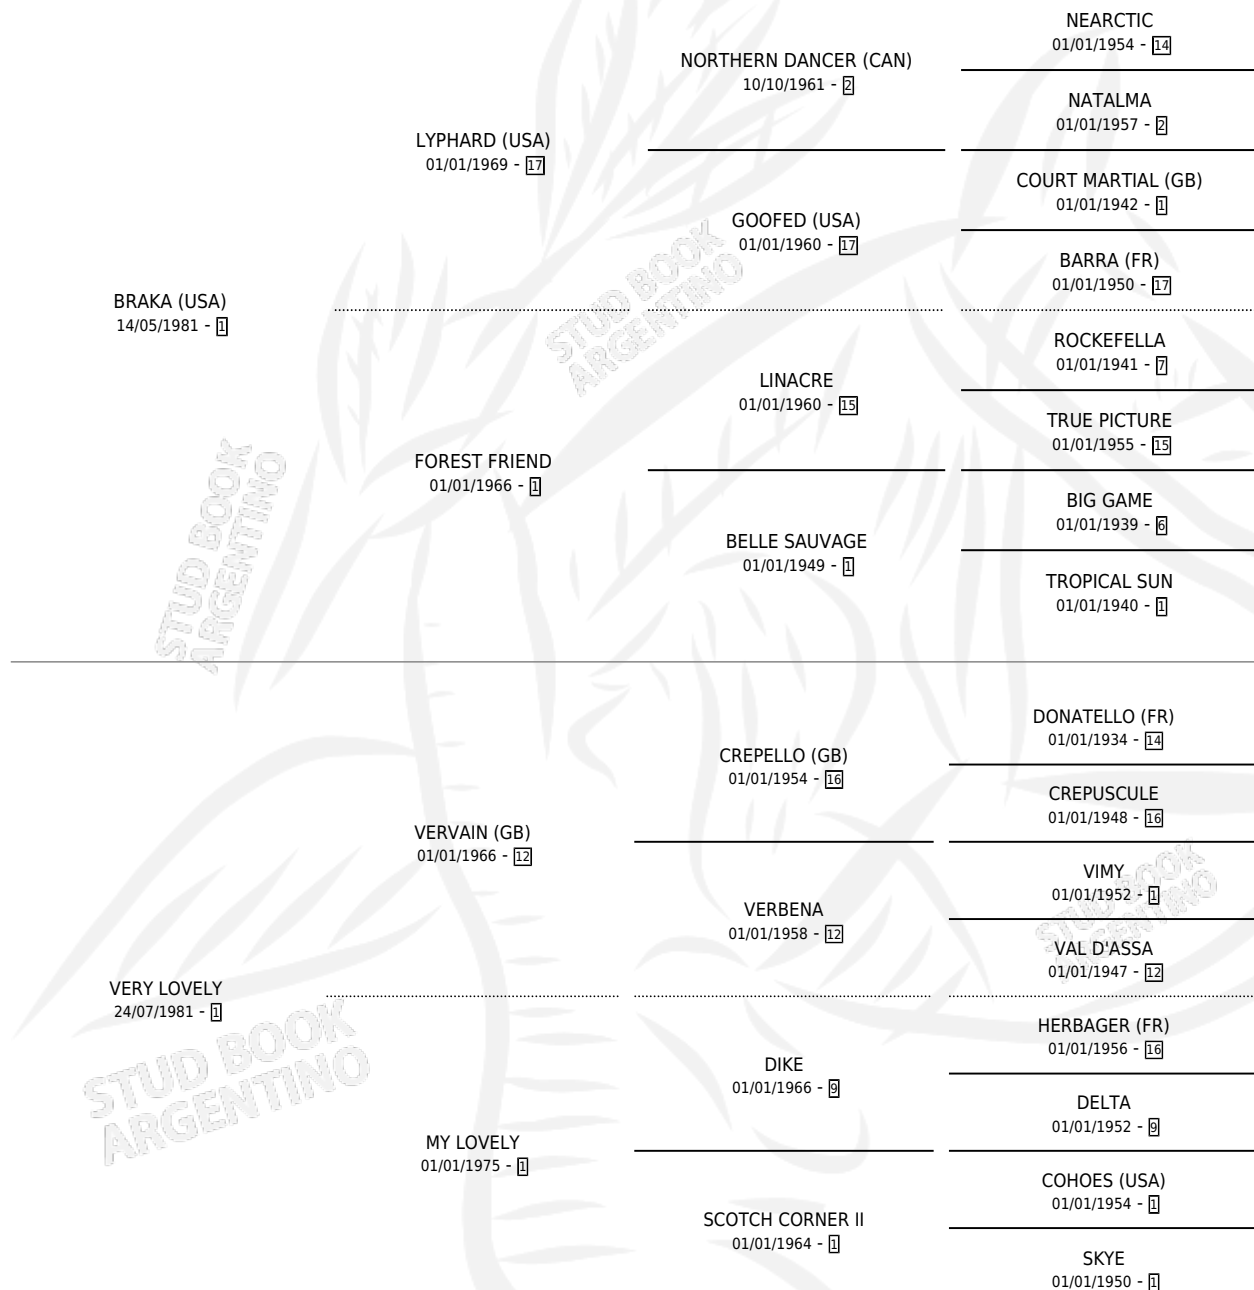 NEARCTIC
01/01/1954 - 14
NORTHERN DANCER (CAN)
10/10/1961 - 2
NATALMA
01/01/1957 - 2
LYPHARD (USA)
01/01/1969 - 17
COURT MARTIAL (GB)
01/01/1942 - 1
GOOFED (USA)
01/01/1960 - 17
BARRA (FR)
01/01/1950 - 17
BRAKA (USA)
14/05/1981 - 1
ROCKEFELLA
01/01/1941 - 7
LINACRE
01/01/1960 - 15
TRUE PICTURE
01/01/1955 - 15
FOREST FRIEND
01/01/1966 - 1
BIG GAME
01/01/1939 - 6
BELLE SAUVAGE
01/01/1949 - 1
TROPICAL SUN
01/01/1940 - 1
STUD BOOK
ARGENTINO
STUD BOOK
ARGENTINO
DONATELLO (FR)
01/01/1934 - 14
CREPELLO (GB)
01/01/1954 - 16
CREPUSCULE
01/01/1948 - 16
VERVAIN (GB)
01/01/1966 - 12
VIMY
01/01/1952 - 1
VERBENA
01/01/1958 - 12
VAL D'ASSA
01/01/1947 - 12
STUD BOOK
ARGENTINO
VERY LOVELY
24/07/1981 - 1
HERBAGER (FR)
01/01/1956 - 16
DIKE
01/01/1966 - 9
DELTA
01/01/1952 - 9
MY LOVELY
01/01/1975 - 1
COHOES (USA)
01/01/1954 - 1
SCOTCH CORNER II
01/01/1964 - 1
SKYE
01/01/1950 - 1
STUD BOOK
ARGENTINO